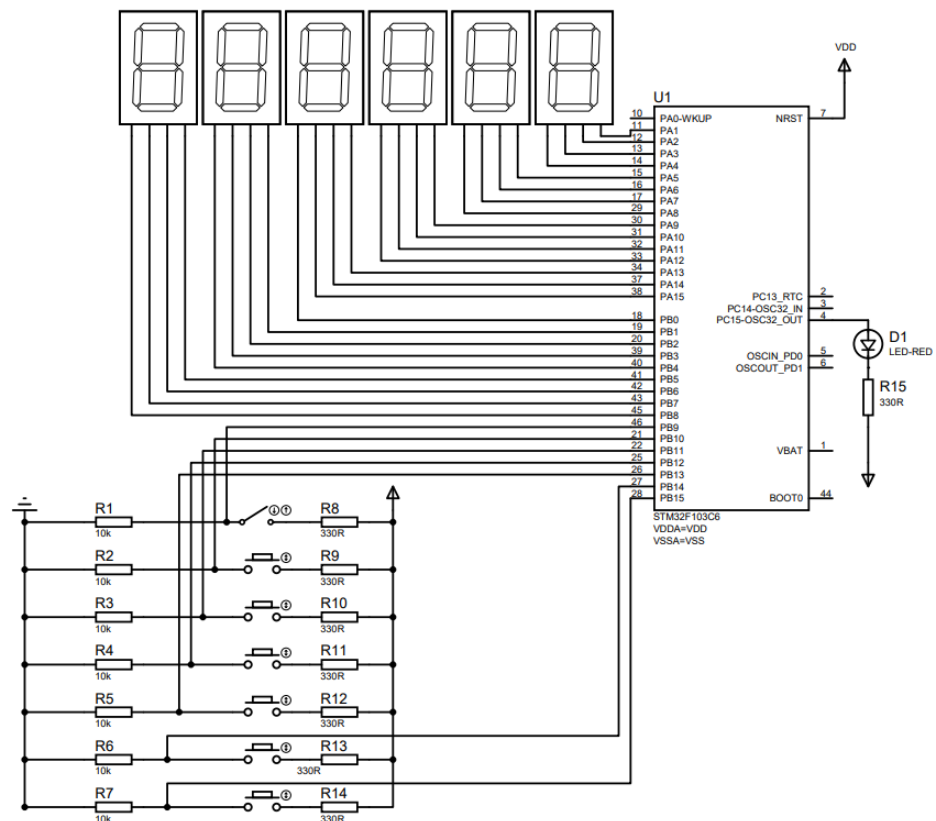 VDD
U1
10 PA0-WKUP NRST 7
11 PA1
12 PA2
13 PA3
14 PA4
15 PA5
16 PA6
17 PA7
29 PA8
30 PA9
31 PA10
32 PA11
33 PA12
34 PA13
37 PA14
38 PA15 PC13_RTC 2
PC14-OSC32_IN 3
18 PB0 PC15-OSC32_OUT 4
19 PB1
20 PB2
39 PB3 OSCIN_PD0 5
40 PB4 OSCOUT_PD1 6
41 PB5
42 PB6
43 PB7
45 PB8
46 PB9
21 PB10
22 PB11 VBAT 1
25 PB12
26 PB13
27 PB14
28 PB15 BOOT0 44
STM32F103C6
VDDA=VDD
VSSA=VSS
D1
LED-RED
R15
330R
R1 R8
10k 330R
R2 R9
10k 330R
R3 R10
10k 330R
R4 R11
10k 330R
R5 R12
10k 330R
R6 R13
10k 330R
R7 R14
10k 330R